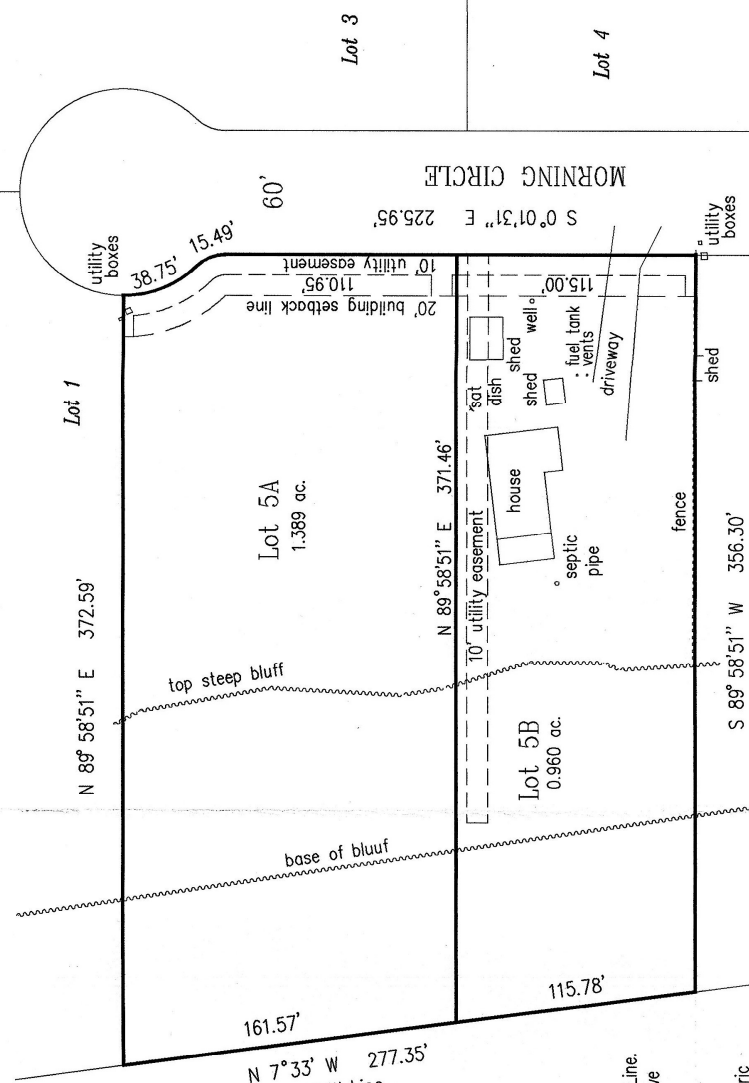 Lot 3
Lot 4
60'
MORNING CIRCLE
S 0°01'31" E 225.95'
utility
boxes
38.75'
15.49'
10' utility easement
110.95'
20' building setback line
115.00'
utility
boxes
Lot 1
well
shed
sat
dish
shed
fuel tank
vents
driveway
shed
Lot 5A
1.389 ac.
N 89°58'51" E 371.46'
10' utility easement
house
septic
pipe
fence
N 89° 58'51" E 372.59'
top steep bluff
Lot 5B
0.960 ac.
S 89° 58'51" W 356.30'
base of bluuf
161.57'
115.78'
N 7°33' W 277.35'
Line.